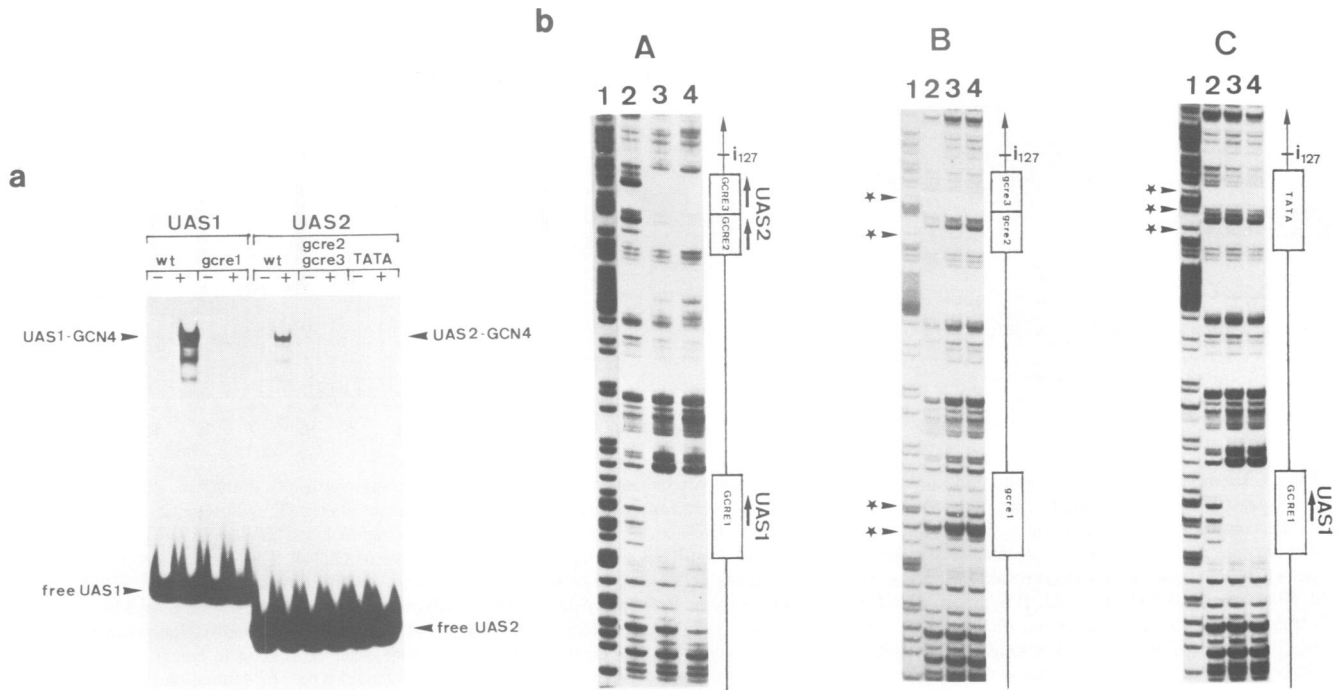 b
A
B
C
1 2 3 4
1 2 3 4
1 2 3 4
i127
GCRE3
GCRE2
UAS2
GCRE1
UAS1
i127
gcre3
gcre2
gcre1
i127
TATA
GCRE1
UAS1
a
UAS1 UAS2
gcre2
wt gcre1 wt gcre3 TATA
- + - + - + - + - +
UAS1-GCN4
UAS2-GCN4
free UAS1
free UAS2